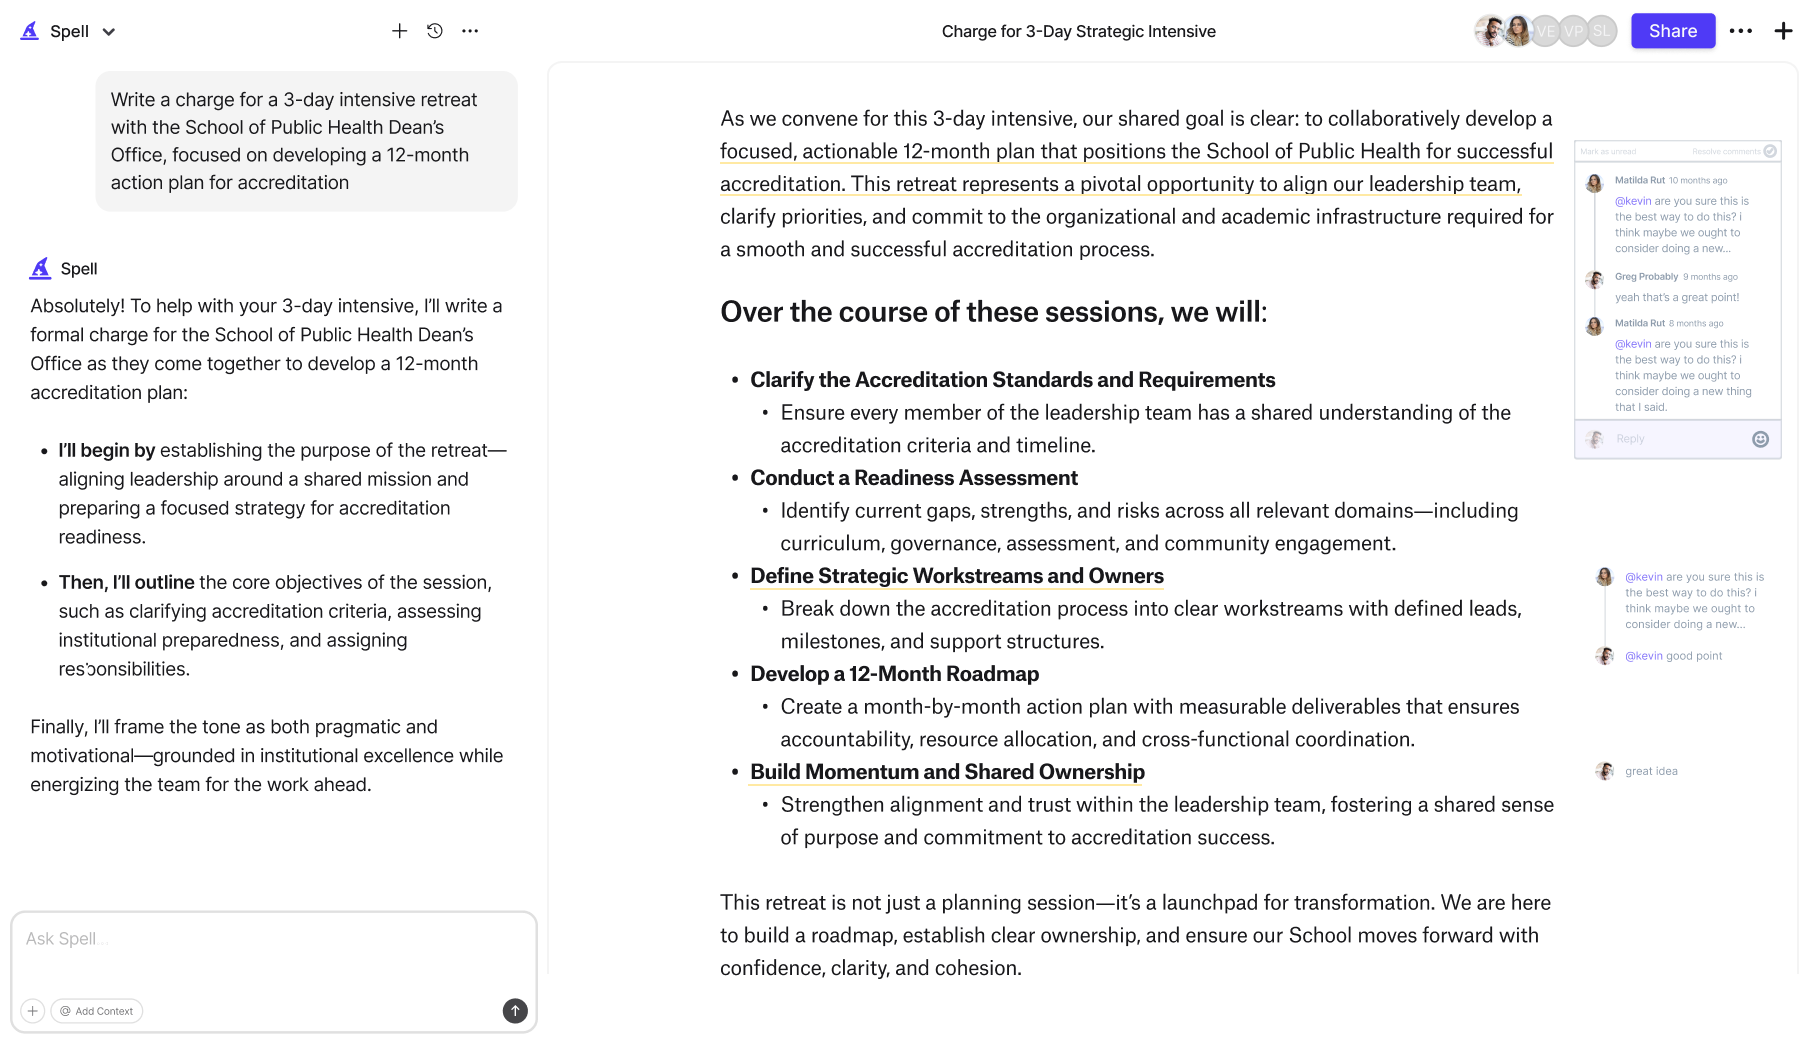 Spell
Charge for 3-Day Strategic Intensive
VE
VP
SL
Share
Write a charge for a 3-day intensive retreat
with the School of Public Health Dean's
Office, focused on developing a 12-month
action plan for accreditation
Spell
Absolutely! To help with your 3-day intensive, I'll write a
formal charge for the School of Public Health Dean's
Office as they come together to develop a 12-month
accreditation plan:
• I'll begin by establishing the purpose of the retreat—
aligning leadership around a shared mission and
preparing a focused strategy for accreditation
readiness.
• Then, I'll outline the core objectives of the session,
such as clarifying accreditation criteria, assessing
institutional preparedness, and assigning
responsibilities.
Finally, I'll frame the tone as both pragmatic and
motivational—grounded in institutional excellence while
energizing the team for the work ahead.
Ask Spell...
@ Add Context
As we convene for this 3-day intensive, our shared goal is clear: to collaboratively develop a
focused, actionable 12-month plan that positions the School of Public Health for successful
accreditation. This retreat represents a pivotal opportunity to align our leadership team,
clarify priorities, and commit to the organizational and academic infrastructure required for
a smooth and successful accreditation process.
Over the course of these sessions, we will:
• Clarify the Accreditation Standards and Requirements
• Ensure every member of the leadership team has a shared understanding of the
accreditation criteria and timeline.
• Conduct a Readiness Assessment
• Identify current gaps, strengths, and risks across all relevant domains—including
curriculum, governance, assessment, and community engagement.
• Define Strategic Workstreams and Owners
• Break down the accreditation process into clear workstreams with defined leads,
milestones, and support structures.
• Develop a 12-Month Roadmap
• Create a month-by-month action plan with measurable deliverables that ensures
accountability, resource allocation, and cross-functional coordination.
• Build Momentum and Shared Ownership
• Strengthen alignment and trust within the leadership team, fostering a shared sense
of purpose and commitment to accreditation success.
This retreat is not just a planning session—it's a launchpad for transformation. We are here
to build a roadmap, establish clear ownership, and ensure our School moves forward with
confidence, clarity, and cohesion.
Mark as unread
Resolve comments
Matilda Rut 10 months ago
@kevin are you sure this is
the best way to do this? i
think maybe we ought to
consider doing a new...
Greg Probably 9 months ago
yeah that's a great point!
Matilda Rut 8 months ago
@kevin are you sure this is
the best way to do this? i
think maybe we ought to
consider doing a new thing
that I said.
Reply
@kevin are you sure this is
the best way to do this? i
think maybe we ought to
consider doing a new...
@kevin good point
great idea